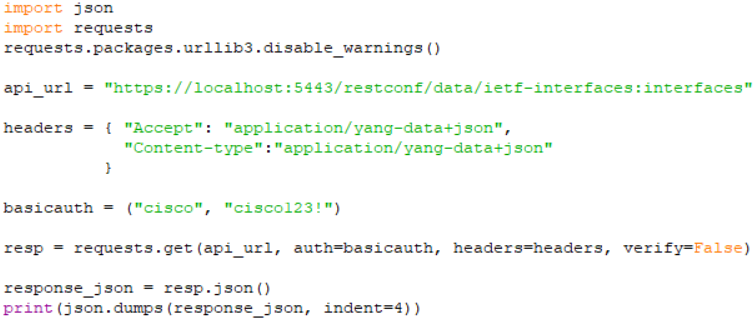 import json
import requests
requests.packages.urllib3.disable_warnings()
api_url = "https://localhost:5443/restconf/data/ietf-interfaces:interfaces"
headers = { "Accept": "application/yang-data+json",
"Content-type":"application/yang-data+json"
}
basicauth = ("cisco", "cisco123!")
resp = requests.get(api_url, auth=basicauth, headers=headers, verify=False)
response_json = resp.json()
print(json.dumps(response_json, indent=4))